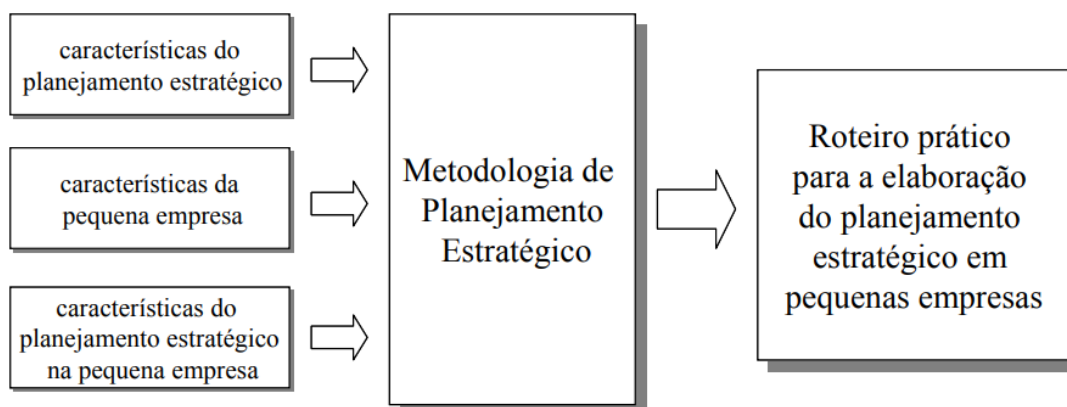 características do
planejamento estratégico
características da
pequena empresa
características do
planejamento estratégico
na pequena empresa
Metodologia de
Planejamento
Estratégico
Roteiro prático
para a elaboração
do planejamento
estratégico em
pequenas empresas